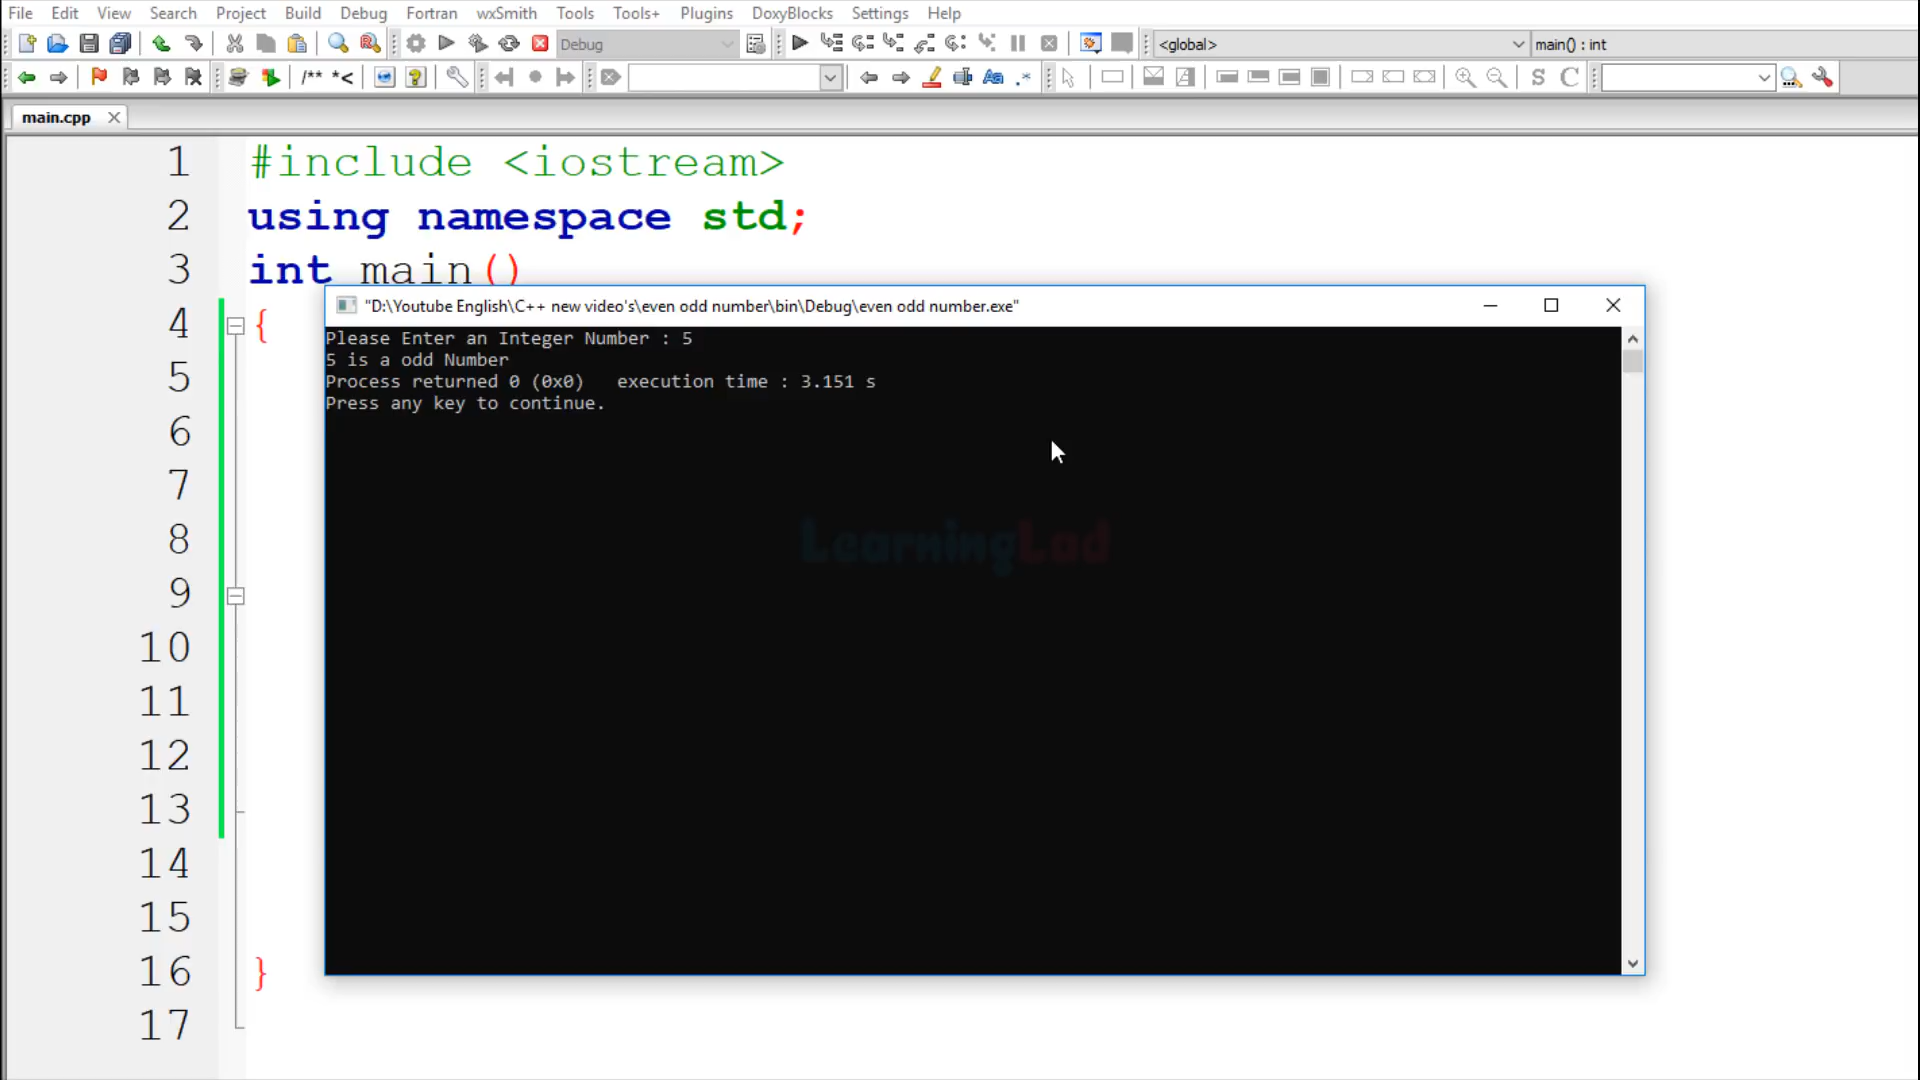 File Edit View Search Project Build Debug Fortran wxSmith Tools Tools+ Plugins DoxyBlocks Settings Help
Debug <global> main() : int
/** *<
S C
main.cpp
1 #include <iostream>
2 using namespace std;
3 int main()
4 {
"D:\Youtube English\C++ new video's\even odd number\bin\Debug\even odd number.exe"
Please Enter an Integer Number : 5
5 is a odd Number
Process returned 0 (0x0)   execution time : 3.151 s
Press any key to continue.
LearningLad
5
6
7
8
9
10
11
12
13
14
15
16 }
17